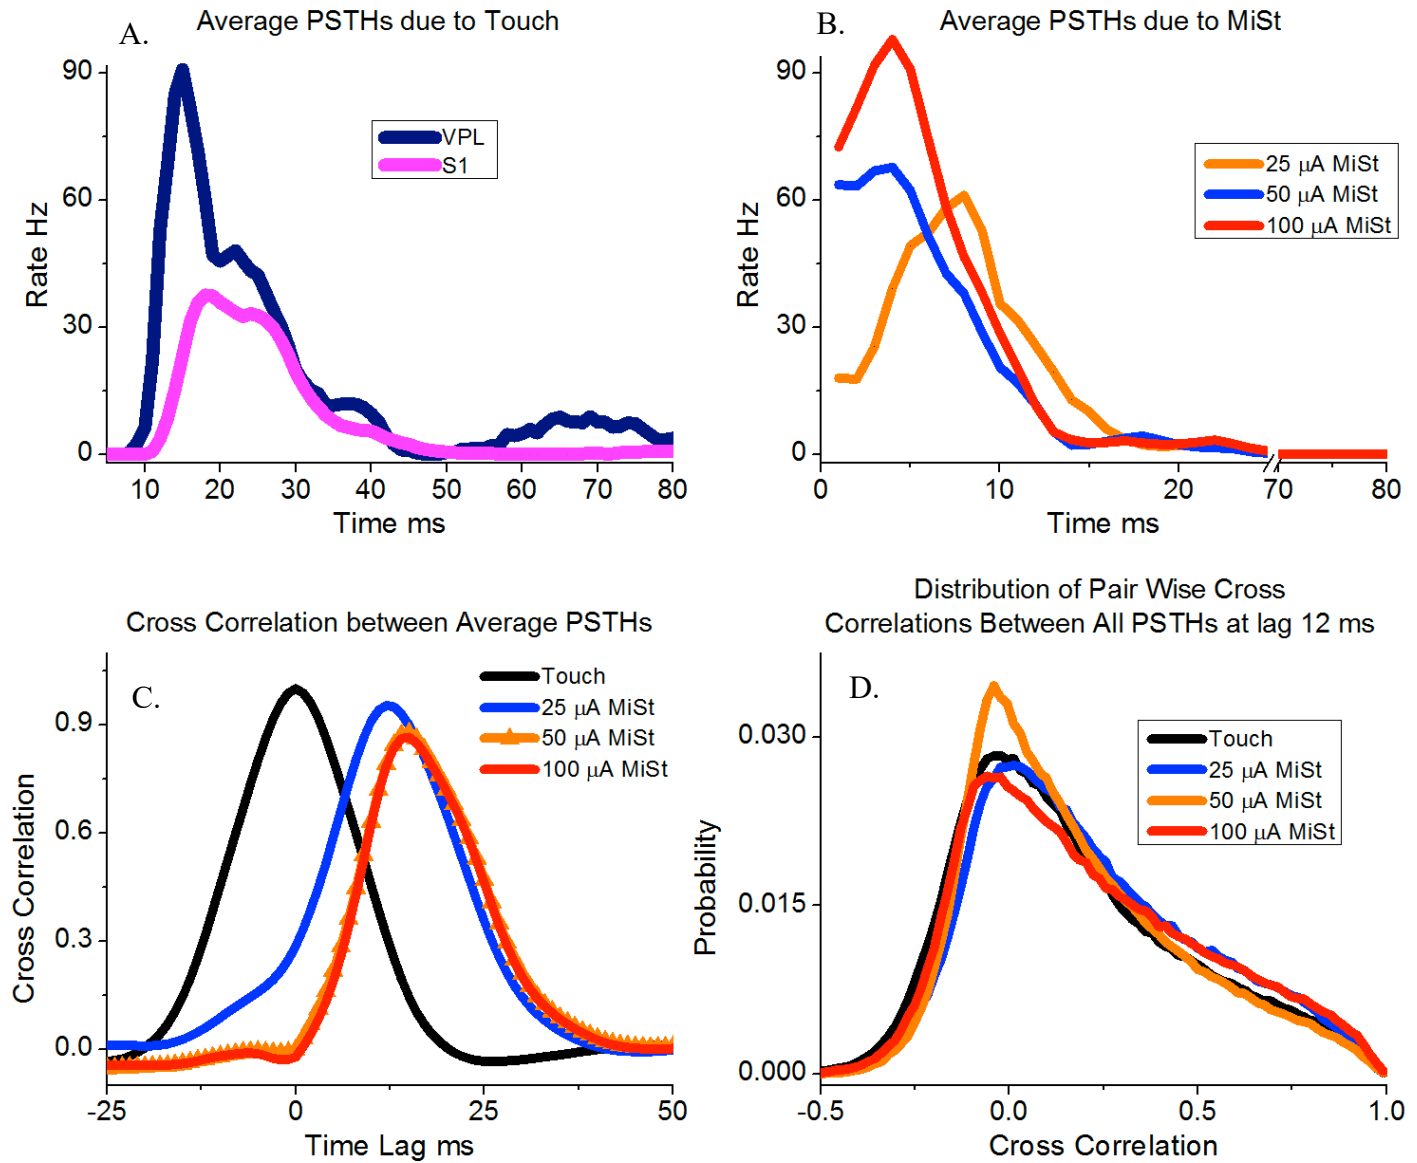 A.
Average PSTHs due to Touch
90
60
30
0
Rate Hz
VPL
S1
10 20 30 40 50 60 70 80
Time ms
B.
Average PSTHs due to MiSt
90
60
30
0
Rate Hz
25 μA MiSt
50 μA MiSt
100 μA MiSt
0 10 20 70 80
Time ms
Cross Correlation between Average PSTHs
C.
0.9
0.6
0.3
0.0
Cross Correlation
Touch
25 μA MiSt
50 μA MiSt
100 μA MiSt
-25 0 25 50
Time Lag ms
Distribution of Pair Wise Cross
Correlations Between All PSTHs at lag 12 ms
D.
0.030
0.015
0.000
Probability
Touch
25 μA MiSt
50 μA MiSt
100 μA MiSt
-0.5 0.0 0.5 1.0
Cross Correlation